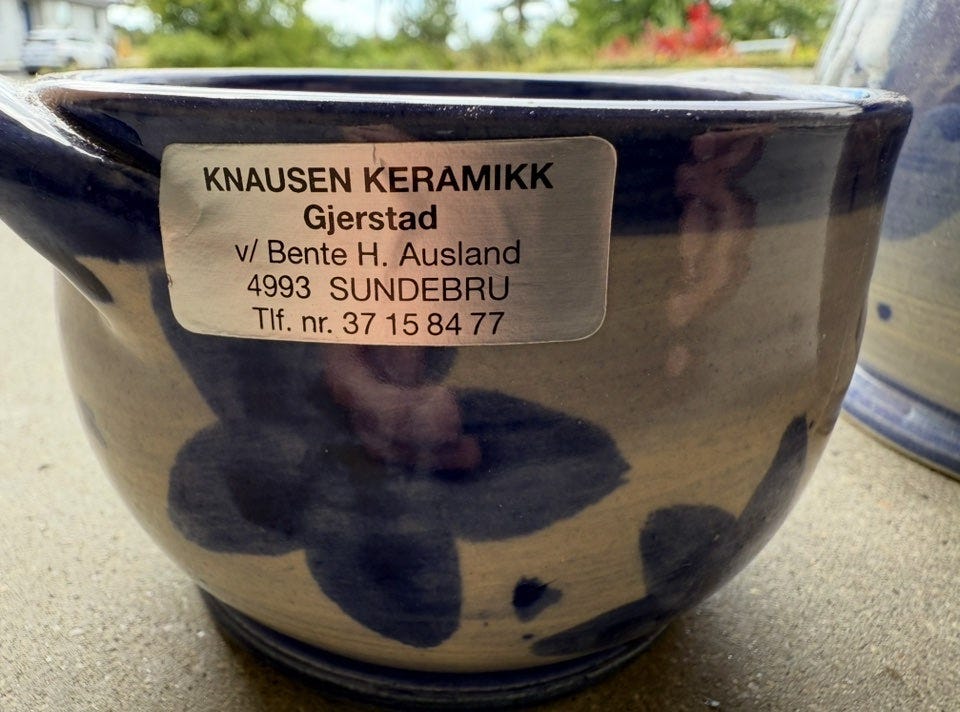 KNAUSEN KERAMIKK
Gjerstad
v/ Bente H. Ausland
4993 SUNDEBRU
Tlf. nr. 37 15 84 77